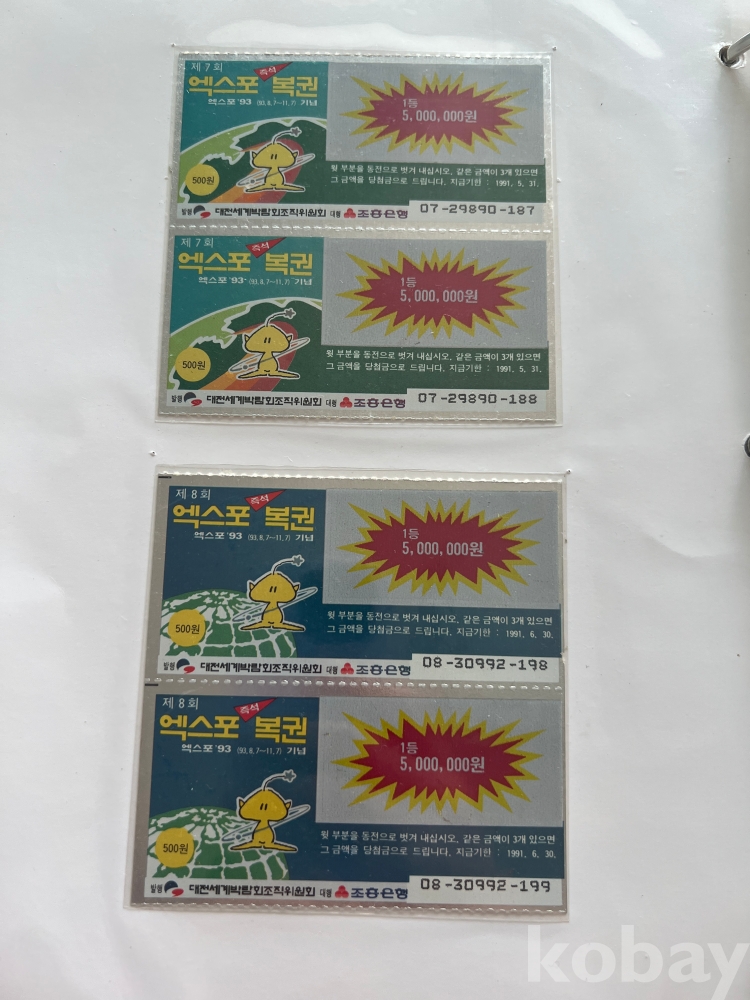 제7회
즉석
엑스포 복권
엑스포 '93 (93.8.7~11.7) 기념
1등
5,000,000원
500원
윗 부분을 동전으로 벗겨 내십시오. 같은 금액이 3개 있으면
그 금액을 당첨금으로 드립니다. 지급기한 : 1991. 5. 31.
발행 대전세계박람회조직위원회 대행 조흥은행 07-29890-187
제7회
즉석
엑스포 복권
엑스포 '93 (93.8.7~11.7) 기념
1등
5,000,000원
500원
윗 부분을 동전으로 벗겨 내십시오. 같은 금액이 3개 있으면
그 금액을 당첨금으로 드립니다. 지급기한 : 1991. 5. 31.
발행 대전세계박람회조직위원회 대행 조흥은행 07-29890-188
제8회
즉석
엑스포 복권
엑스포 '93 (93.8.7~11.7) 기념
1등
5,000,000원
500원
윗 부분을 동전으로 벗겨 내십시오. 같은 금액이 3개 있으면
그 금액을 당첨금으로 드립니다. 지급기한 : 1991. 6. 30.
발행 대전세계박람회조직위원회 대행 조흥은행 08-30992-198
제8회
즉석
엑스포 복권
엑스포 '93 (93.8.7~11.7) 기념
1등
5,000,000원
500원
윗 부분을 동전으로 벗겨 내십시오. 같은 금액이 3개 있으면
그 금액을 당첨금으로 드립니다. 지급기한 : 1991. 6. 30.
발행 대전세계박람회조직위원회 대행 조흥은행 08-30992-199
kobay